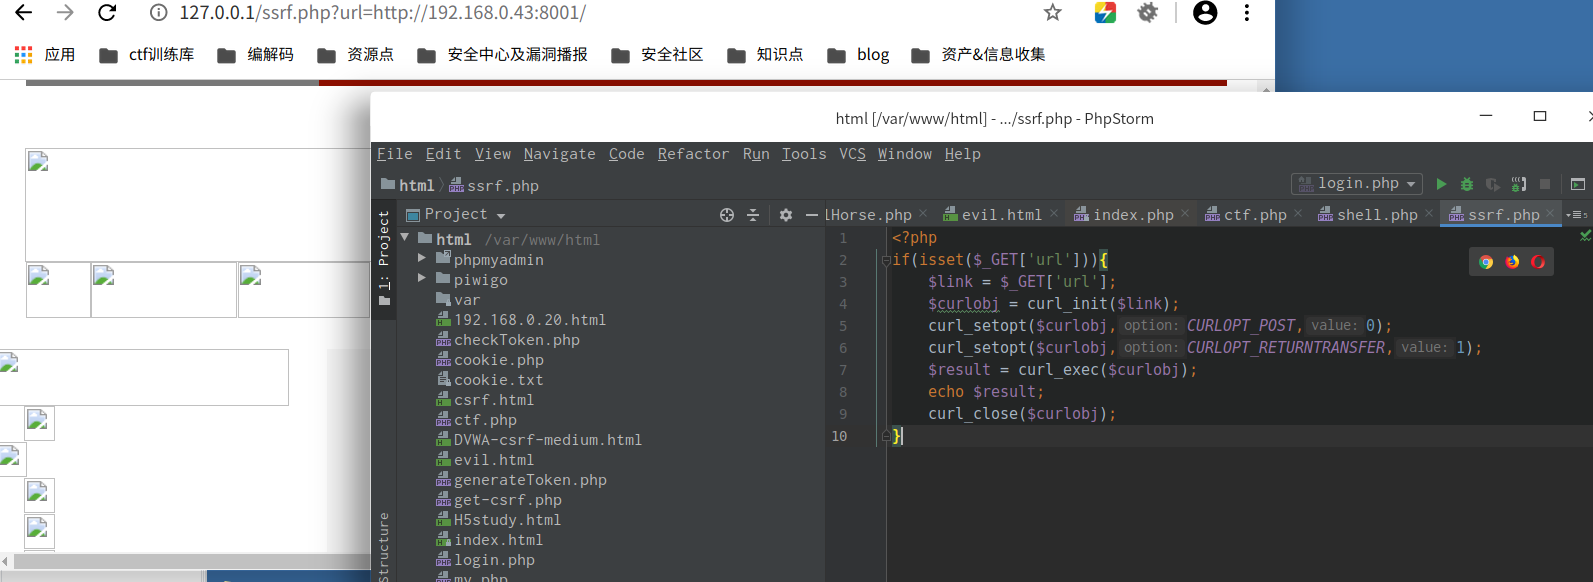 127.0.0.1/ssrf.php?url=http://192.168.0.43:8001/
应用 ctf训练库 编解码 资源点 安全中心及漏洞播报 安全社区 知识点 blog 资产&信息收集
html [/var/www/html] - .../ssrf.php - PhpStorm
File Edit View Navigate Code Refactor Run Tools VCS Window Help
html ssrf.php
login.php
Project
lHorse.php evil.html index.php ctf.php shell.php ssrf.php
1: Project
Structure
html /var/www/html
phpmyadmin
piwigo
var
192.168.0.20.html
checkToken.php
cookie.php
cookie.txt
csrf.html
ctf.php
DVWA-csrf-medium.html
evil.html
generateToken.php
get-csrf.php
H5study.html
index.html
login.php
my.php
1 <?php
2 if(isset($_GET['url'])){
3 $link = $_GET['url'];
4 $curlobj = curl_init($link);
5 curl_setopt($curlobj, option: CURLOPT_POST, value: 0);
6 curl_setopt($curlobj, option: CURLOPT_RETURNTRANSFER, value: 1);
7 $result = curl_exec($curlobj);
8 echo $result;
9 curl_close($curlobj);
10 }